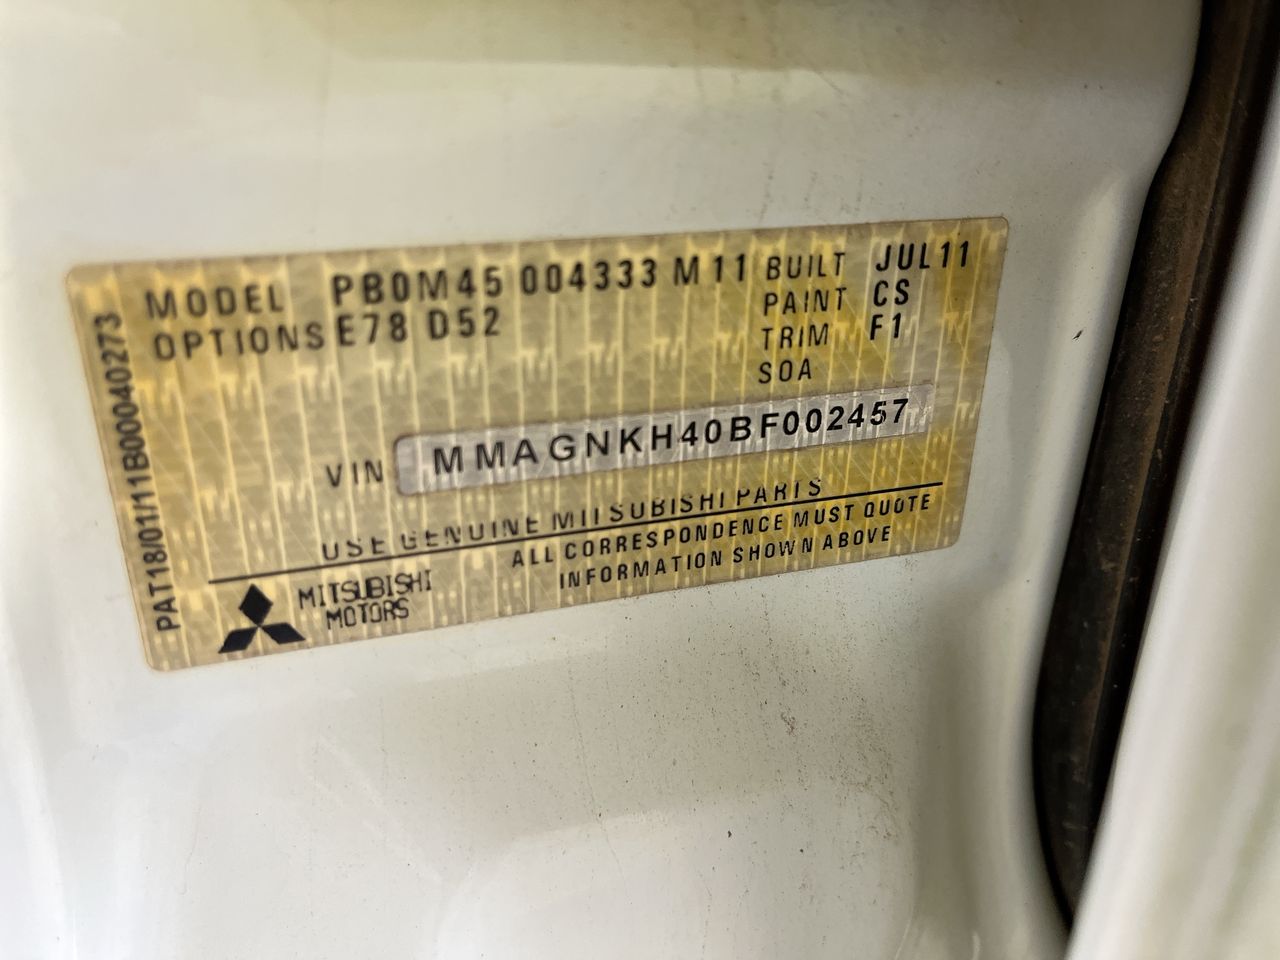 MODEL PB0M45 004333 M11 BUILT JUL11
OPTIONS E78 D52 PAINT CS
TRIM F1
SOA
VIN MMAGNKH40BF002457
USE GENUINE MITSUBISHI PARTS
ALL CORRESPONDENCE MUST QUOTE
INFORMATION SHOWN ABOVE
MITSUBISHI
MOTORS
PAT18/01/11B000040273